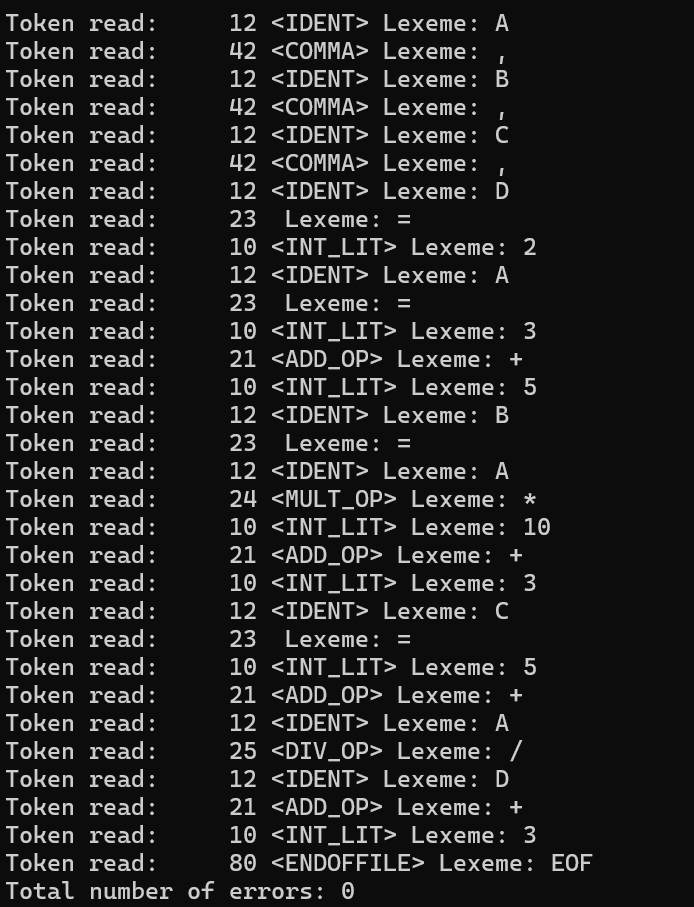 Token read:     12 <IDENT> Lexeme: A
Token read:     42 <COMMA> Lexeme: ,
Token read:     12 <IDENT> Lexeme: B
Token read:     42 <COMMA> Lexeme: ,
Token read:     12 <IDENT> Lexeme: C
Token read:     42 <COMMA> Lexeme: ,
Token read:     12 <IDENT> Lexeme: D
Token read:     23  Lexeme: =
Token read:     10 <INT_LIT> Lexeme: 2
Token read:     12 <IDENT> Lexeme: A
Token read:     23  Lexeme: =
Token read:     10 <INT_LIT> Lexeme: 3
Token read:     21 <ADD_OP> Lexeme: +
Token read:     10 <INT_LIT> Lexeme: 5
Token read:     12 <IDENT> Lexeme: B
Token read:     23  Lexeme: =
Token read:     12 <IDENT> Lexeme: A
Token read:     24 <MULT_OP> Lexeme: *
Token read:     10 <INT_LIT> Lexeme: 10
Token read:     21 <ADD_OP> Lexeme: +
Token read:     10 <INT_LIT> Lexeme: 3
Token read:     12 <IDENT> Lexeme: C
Token read:     23  Lexeme: =
Token read:     10 <INT_LIT> Lexeme: 5
Token read:     21 <ADD_OP> Lexeme: +
Token read:     12 <IDENT> Lexeme: A
Token read:     25 <DIV_OP> Lexeme: /
Token read:     12 <IDENT> Lexeme: D
Token read:     21 <ADD_OP> Lexeme: +
Token read:     10 <INT_LIT> Lexeme: 3
Token read:     80 <ENDOFFILE> Lexeme: EOF
Total number of errors: 0